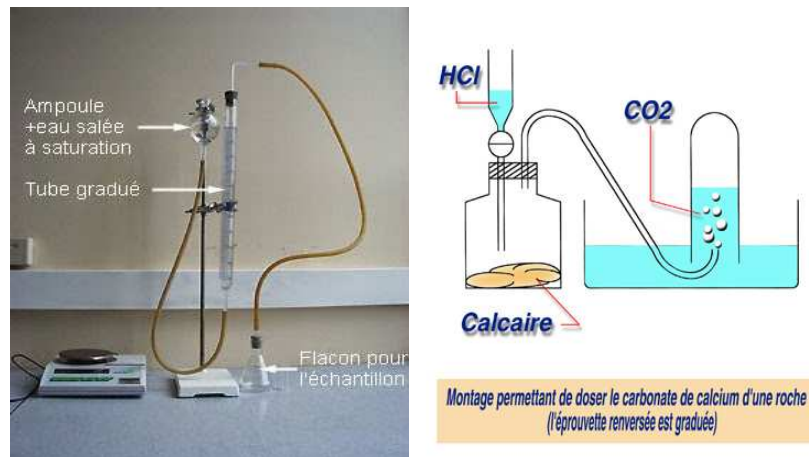 Ampoule
+eau salée
à saturation
Tube gradué
Flacon pour
l'échantillon
HCl
CO2
Calcaire
Montage permettant de doser le carbonate de calcium d'une roche
(l'éprouvette renversée est graduée)